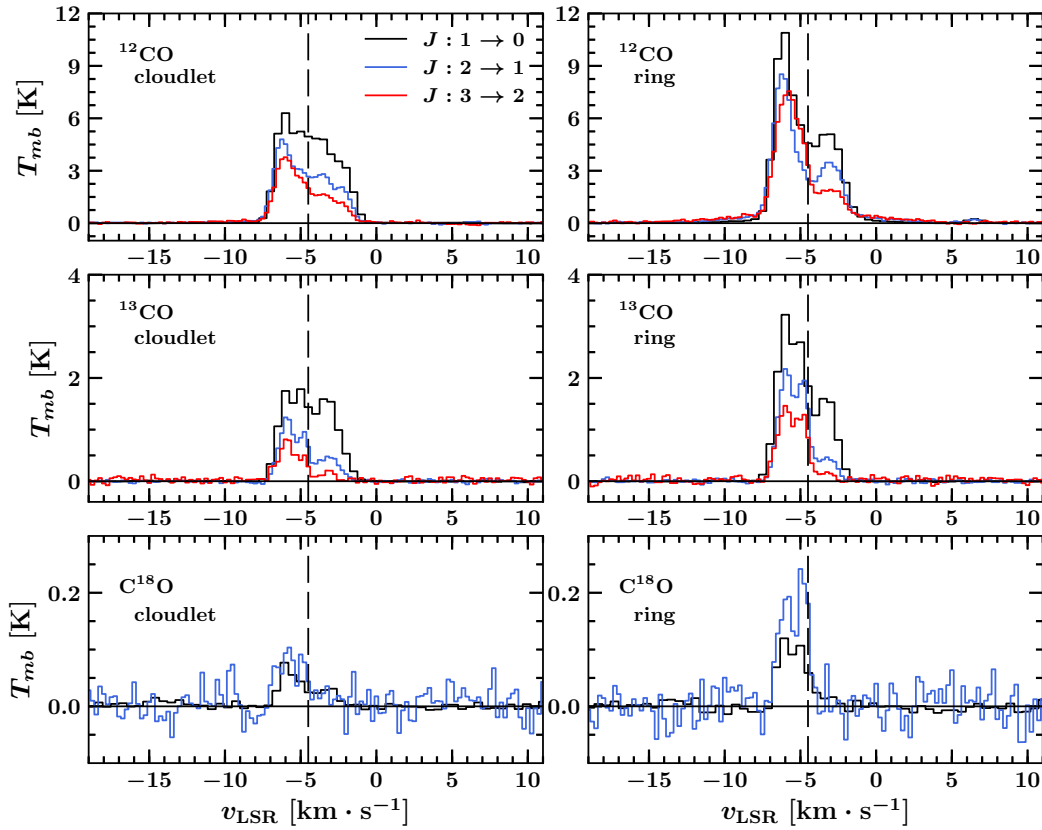 12
9
6
3
0
T_mb [K]
¹²CO
cloudlet
J : 1 → 0
J : 2 → 1
J : 3 → 2
−15 −10 −5 0 5 10
12
9
6
3
0
T_mb [K]
¹²CO
ring
−15 −10 −5 0 5 10
4
2
0
T_mb [K]
¹³CO
cloudlet
−15 −10 −5 0 5 10
4
2
0
T_mb [K]
¹³CO
ring
−15 −10 −5 0 5 10
0.2
0.0
T_mb [K]
C¹⁸O
cloudlet
−15 −10 −5 0 5 10
v_LSR [km · s⁻¹]
0.2
0.0
T_mb [K]
C¹⁸O
ring
−15 −10 −5 0 5 10
v_LSR [km · s⁻¹]